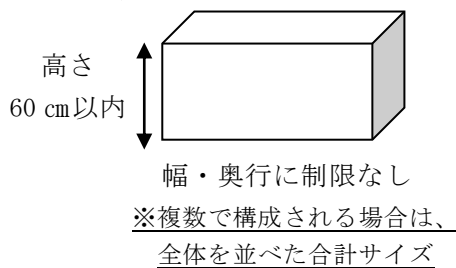 高さ
60 ㎝以内
幅・奥行に制限なし
※複数で構成される場合は、
全体を並べた合計サイズ